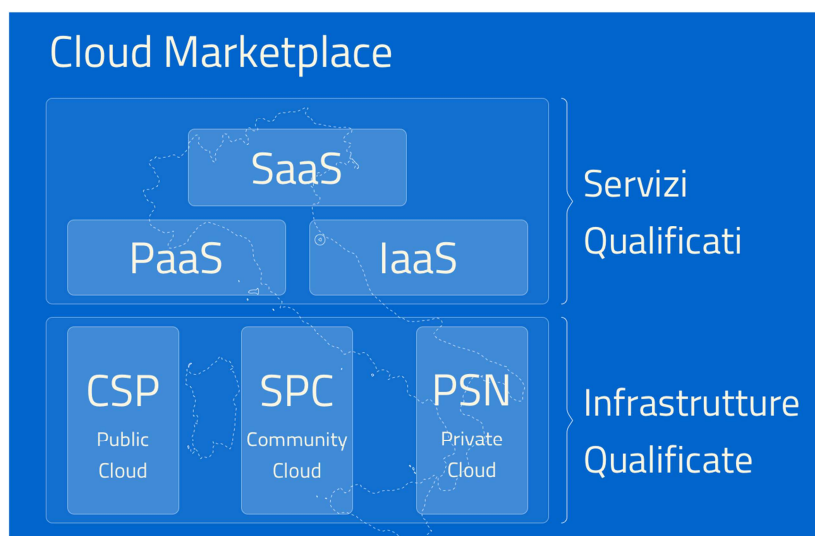 Cloud Marketplace
SaaS
PaaS
IaaS
Servizi
Qualificati
CSP
Public
Cloud
SPC
Community
Cloud
PSN
Private
Cloud
Infrastrutture
Qualificate